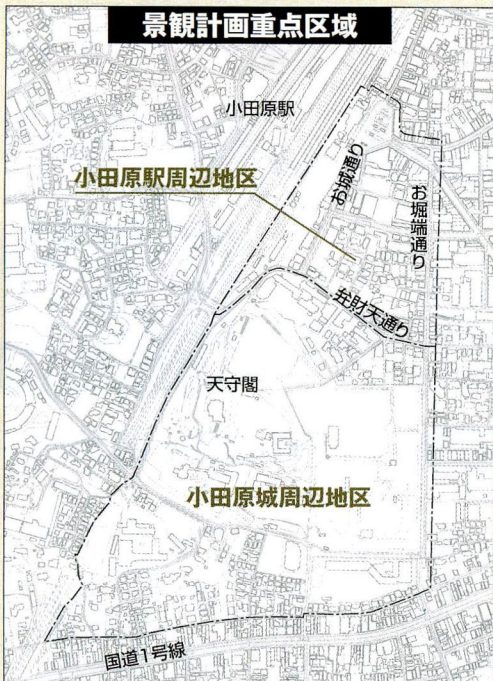 景観計画重点区域
小田原駅
お城通り
小田原駅周辺地区
お堀端通り
弁財天通り
天守閣
小田原城周辺地区
国道1号線